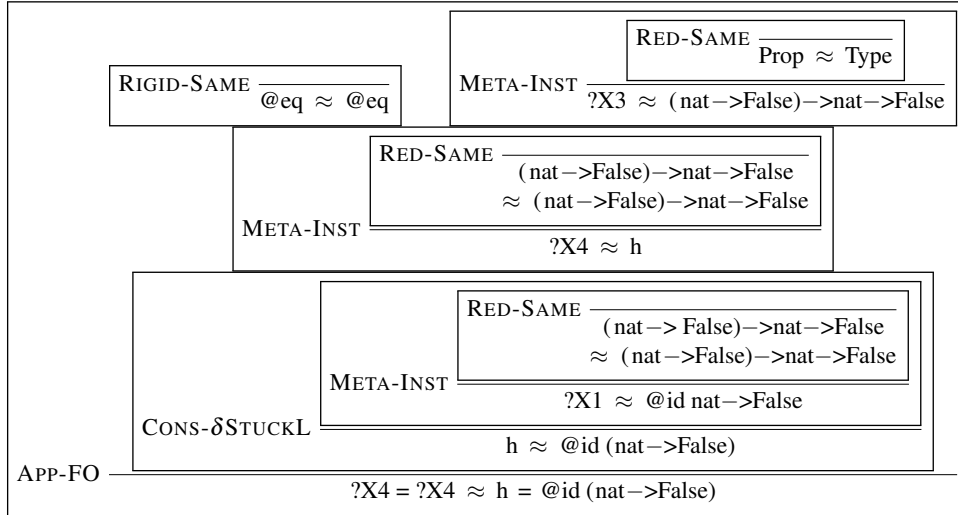 RED-SAME
Prop ≈ Type
RIGID-SAME
@eq ≈ @eq
META-INST
?X3 ≈ (nat−>False)−>nat−>False
RED-SAME
(nat−>False)−>nat−>False
≈ (nat−>False)−>nat−>False
META-INST
?X4 ≈ h
RED-SAME
(nat−> False)−>nat−>False
≈ (nat−>False)−>nat−>False
META-INST
?X1 ≈ @id nat−>False
CONS-δSTUCKL
h ≈ @id (nat−>False)
APP-FO
?X4 = ?X4 ≈ h = @id (nat−>False)